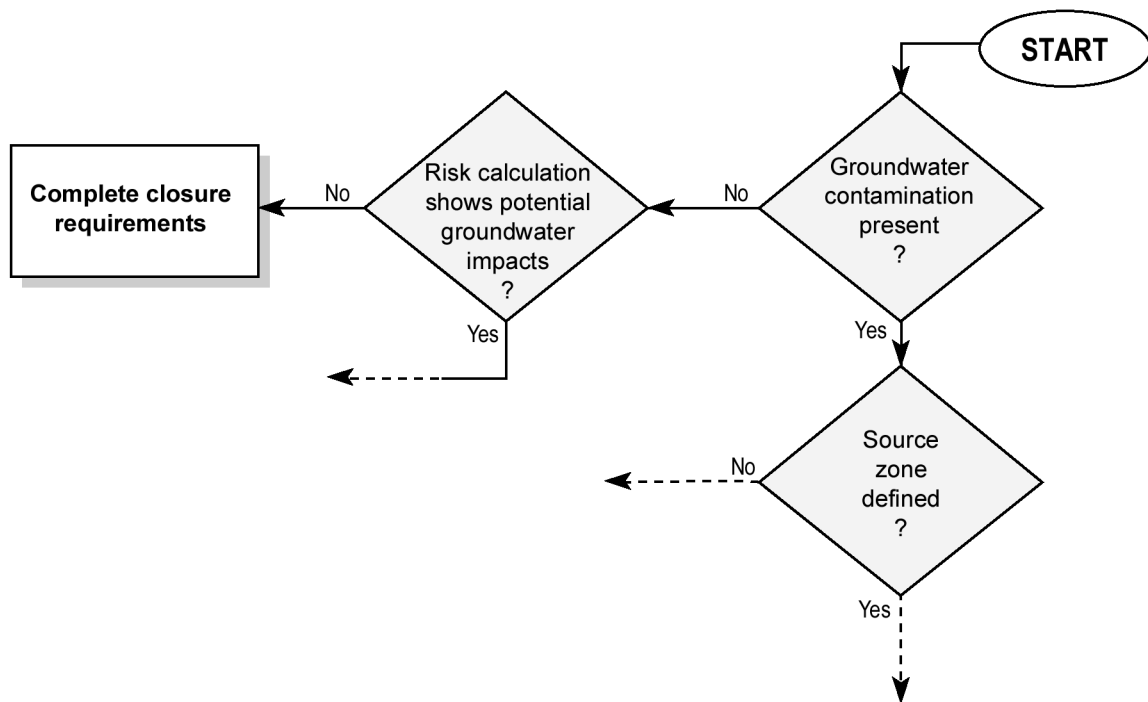 START
Groundwater
contamination
present
?
No
Risk calculation
shows potential
groundwater
impacts
?
No
Complete closure
requirements
Yes
Yes
Source
zone
defined
?
No
Yes